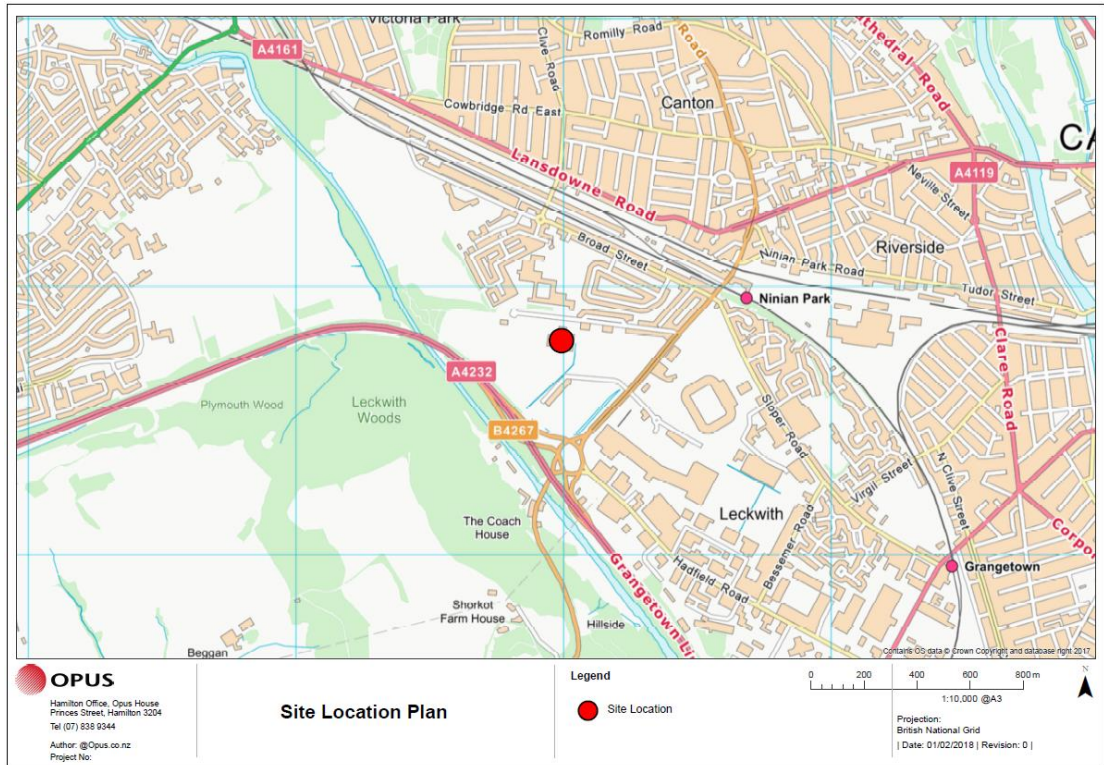 Victoria Park
A4161
Clive Road
Romilly Road
Road
Cathedral Road
Cowbridge Rd East
Canton
CA
Lansdowne Road
A4119
Neville Street
Riverside
Broad Street
Ninian Park Road
Tudor Street
Ninian Park
A4232
Clare Road
Plymouth Wood
Leckwith
Woods
B4267
Sloper Road
Virgil Street
N Clive Street
Leckwith
The Coach
House
Bessemer Road
Corpo
Grangetown Lin
Hadfield Road
Grangetown
Shorkot
Farm House
Hillside
Beggan
Contains OS data © Crown Copyright and database right 2017
OPUS
Hamilton Office, Opus House
Princes Street, Hamilton 3204
Tel (07) 838 9344
Author: @Opus.co.nz
Project No:
Site Location Plan
Legend
Site Location
0 200 400 600 800 m
1:10,000 @A3
N
Projection:
British National Grid
| Date: 01/02/2018 | Revision: 0 |